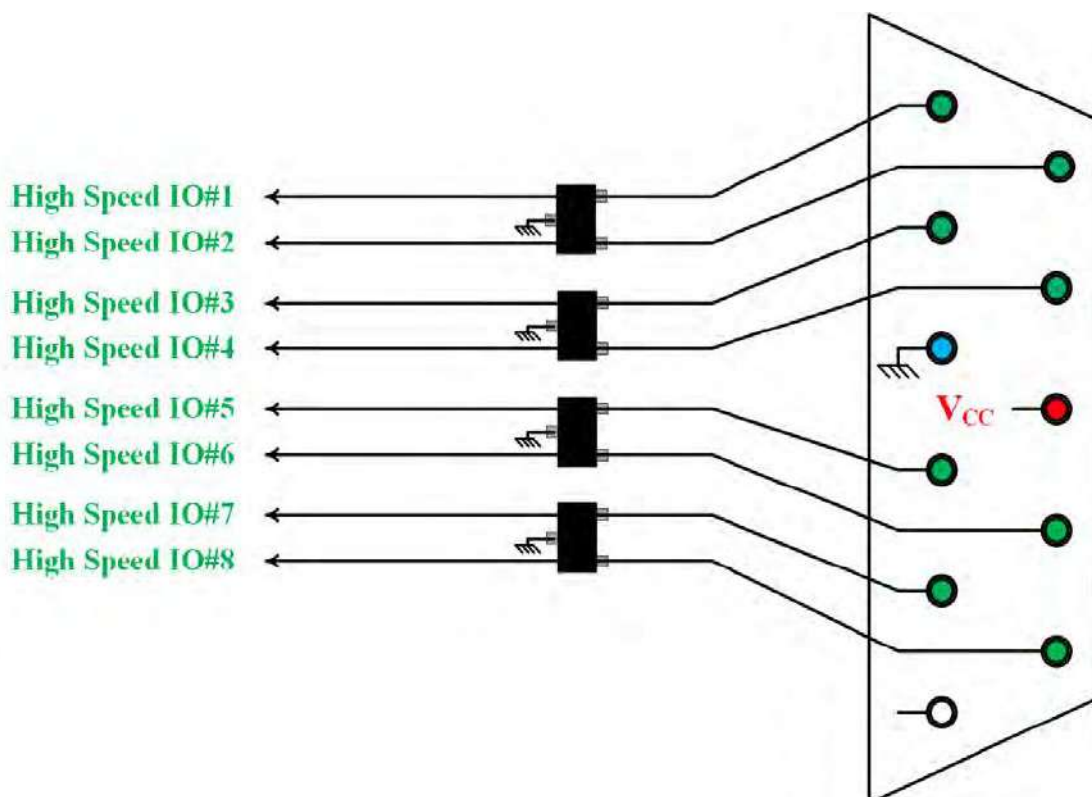 High Speed IO#1
High Speed IO#2
High Speed IO#3
High Speed IO#4
V_CC
High Speed IO#5
High Speed IO#6
High Speed IO#7
High Speed IO#8